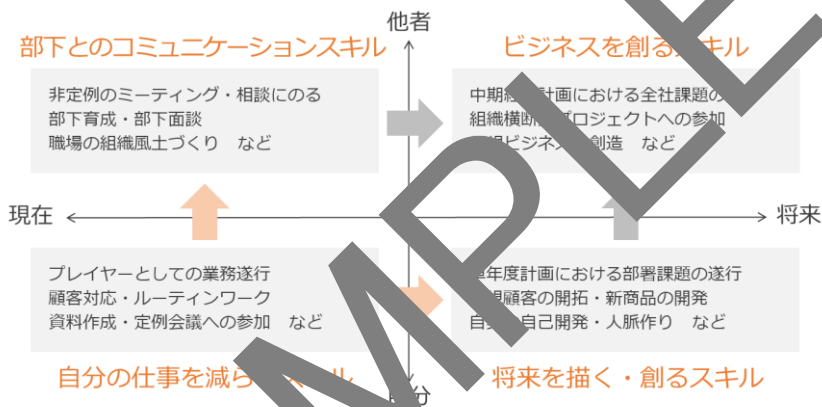 他者
部下とのコミュニケーションスキル
ビジネスを創るスキル
非定例のミーティング・相談にのる
部下育成・部下面談
職場の組織風土づくり など
中期 計画における全社課題の
組織横断 プロジェクトへの参加
ビジネス 創造 など
現在
将来
プレイヤーとしての業務遂行
顧客対応・ルーティンワーク
資料作成・定例会議への参加 など
単年度計画における部署課題の遂行
顧客の開拓・新商品の開発
自己開発・人脈作り など
自分の仕事を減ら ル
将来を描く・創るスキル
分
SAMPLE